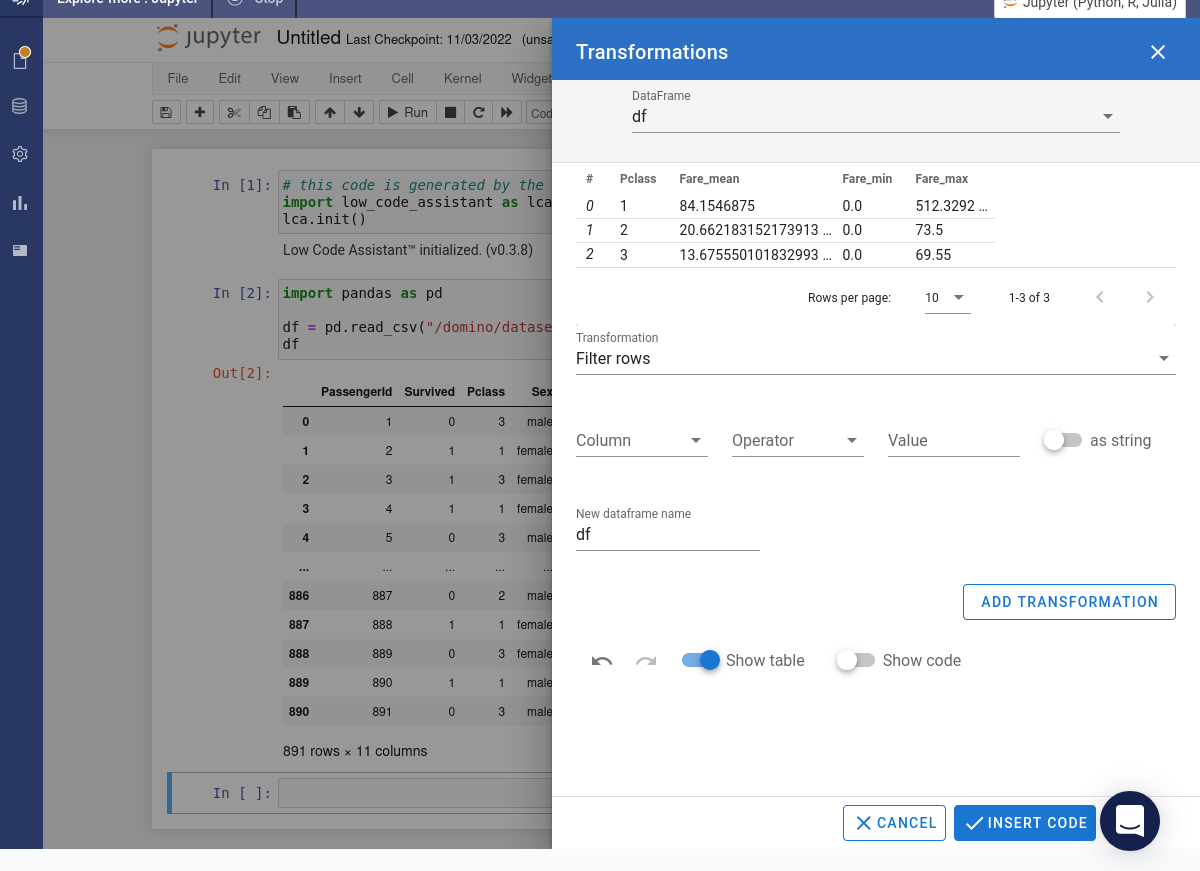 Explore more : Jupyter
Stop
Jupyter (Python, R, Julia)
jupyter Untitled Last Checkpoint: 11/03/2022 (unsa
File Edit View Insert Cell Kernel Widget
Run
Cod
In [1]: # this code is generated by the
import low_code_assistant as lca
lca.init()
Low Code Assistant™ initialized. (v0.3.8)
In [2]: import pandas as pd
df = pd.read_csv("/domino/datase
df
Out[2]:
PassengerId Survived Pclass Sex
0 1 0 3 male
1 2 1 1 female
2 3 1 3 female
3 4 1 1 female
4 5 0 3 male
... ... ... ... ...
886 887 0 2 male
887 888 1 1 female
888 889 0 3 female
889 890 1 1 male
890 891 0 3 male
891 rows × 11 columns
In [ ]:
Transformations
DataFrame
df
# Pclass Fare_mean Fare_min Fare_max
0 1 84.1546875 0.0 512.3292 ...
1 2 20.662183152173913 ... 0.0 73.5
2 3 13.675550101832993 ... 0.0 69.55
Rows per page: 10 1-3 of 3
Transformation
Filter rows
Column Operator Value as string
New dataframe name
df
ADD TRANSFORMATION
Show table Show code
CANCEL INSERT CODE